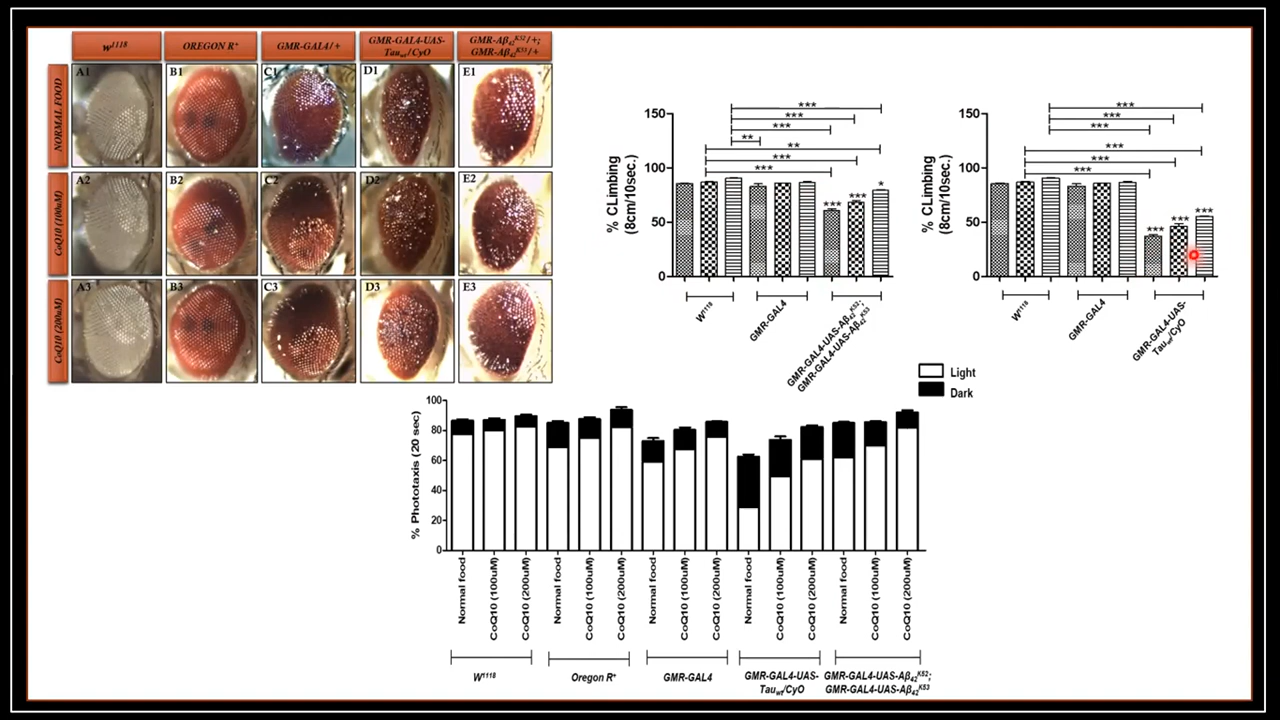 W¹¹¹⁸
OREGON R⁺
GMR-GAL4/+
GMR-GAL4-UAS-
Tau_wt/CyO
GMR-Aβ₄₂ᴷ⁵²/+;
GMR-Aβ₄₂ᴷ⁵³/+
NORMAL FOOD
A1
B1
C1
D1
E1
CoQ10 (100uM)
A2
B2
C2
D2
E2
CoQ10 (200uM)
A3
B3
C3
D3
E3
% CLimbing
(8cm/10sec.)
150
100
50
0
***
***
***
**
**
***
***
***
***
*
W¹¹¹⁸
GMR-GAL4
GMR-GAL4-UAS-Aβ₄₂ᴷ⁵²;
GMR-GAL4-UAS-Aβ₄₂ᴷ⁵³
% CLimbing
(8cm/10sec.)
150
100
50
0
***
***
***
***
***
***
***
***
***
W¹¹¹⁸
GMR-GAL4
GMR-GAL4-UAS-
Tau_wt/CyO
Light
Dark
% Phototaxis (20 sec)
100
80
60
40
20
0
Normal food
CoQ10 (100uM)
CoQ10 (200uM)
Normal food
CoQ10 (100uM)
CoQ10 (200uM)
Normal food
CoQ10 (100uM)
CoQ10 (200uM)
Normal food
CoQ10 (100uM)
CoQ10 (200uM)
Normal food
CoQ10 (100uM)
CoQ10 (200uM)
W¹¹¹⁸
Oregon R⁺
GMR-GAL4
GMR-GAL4-UAS-
Tau_wt/CyO
GMR-GAL4-UAS-Aβ₄₂ᴷ⁵²;
GMR-GAL4-UAS-Aβ₄₂ᴷ⁵³